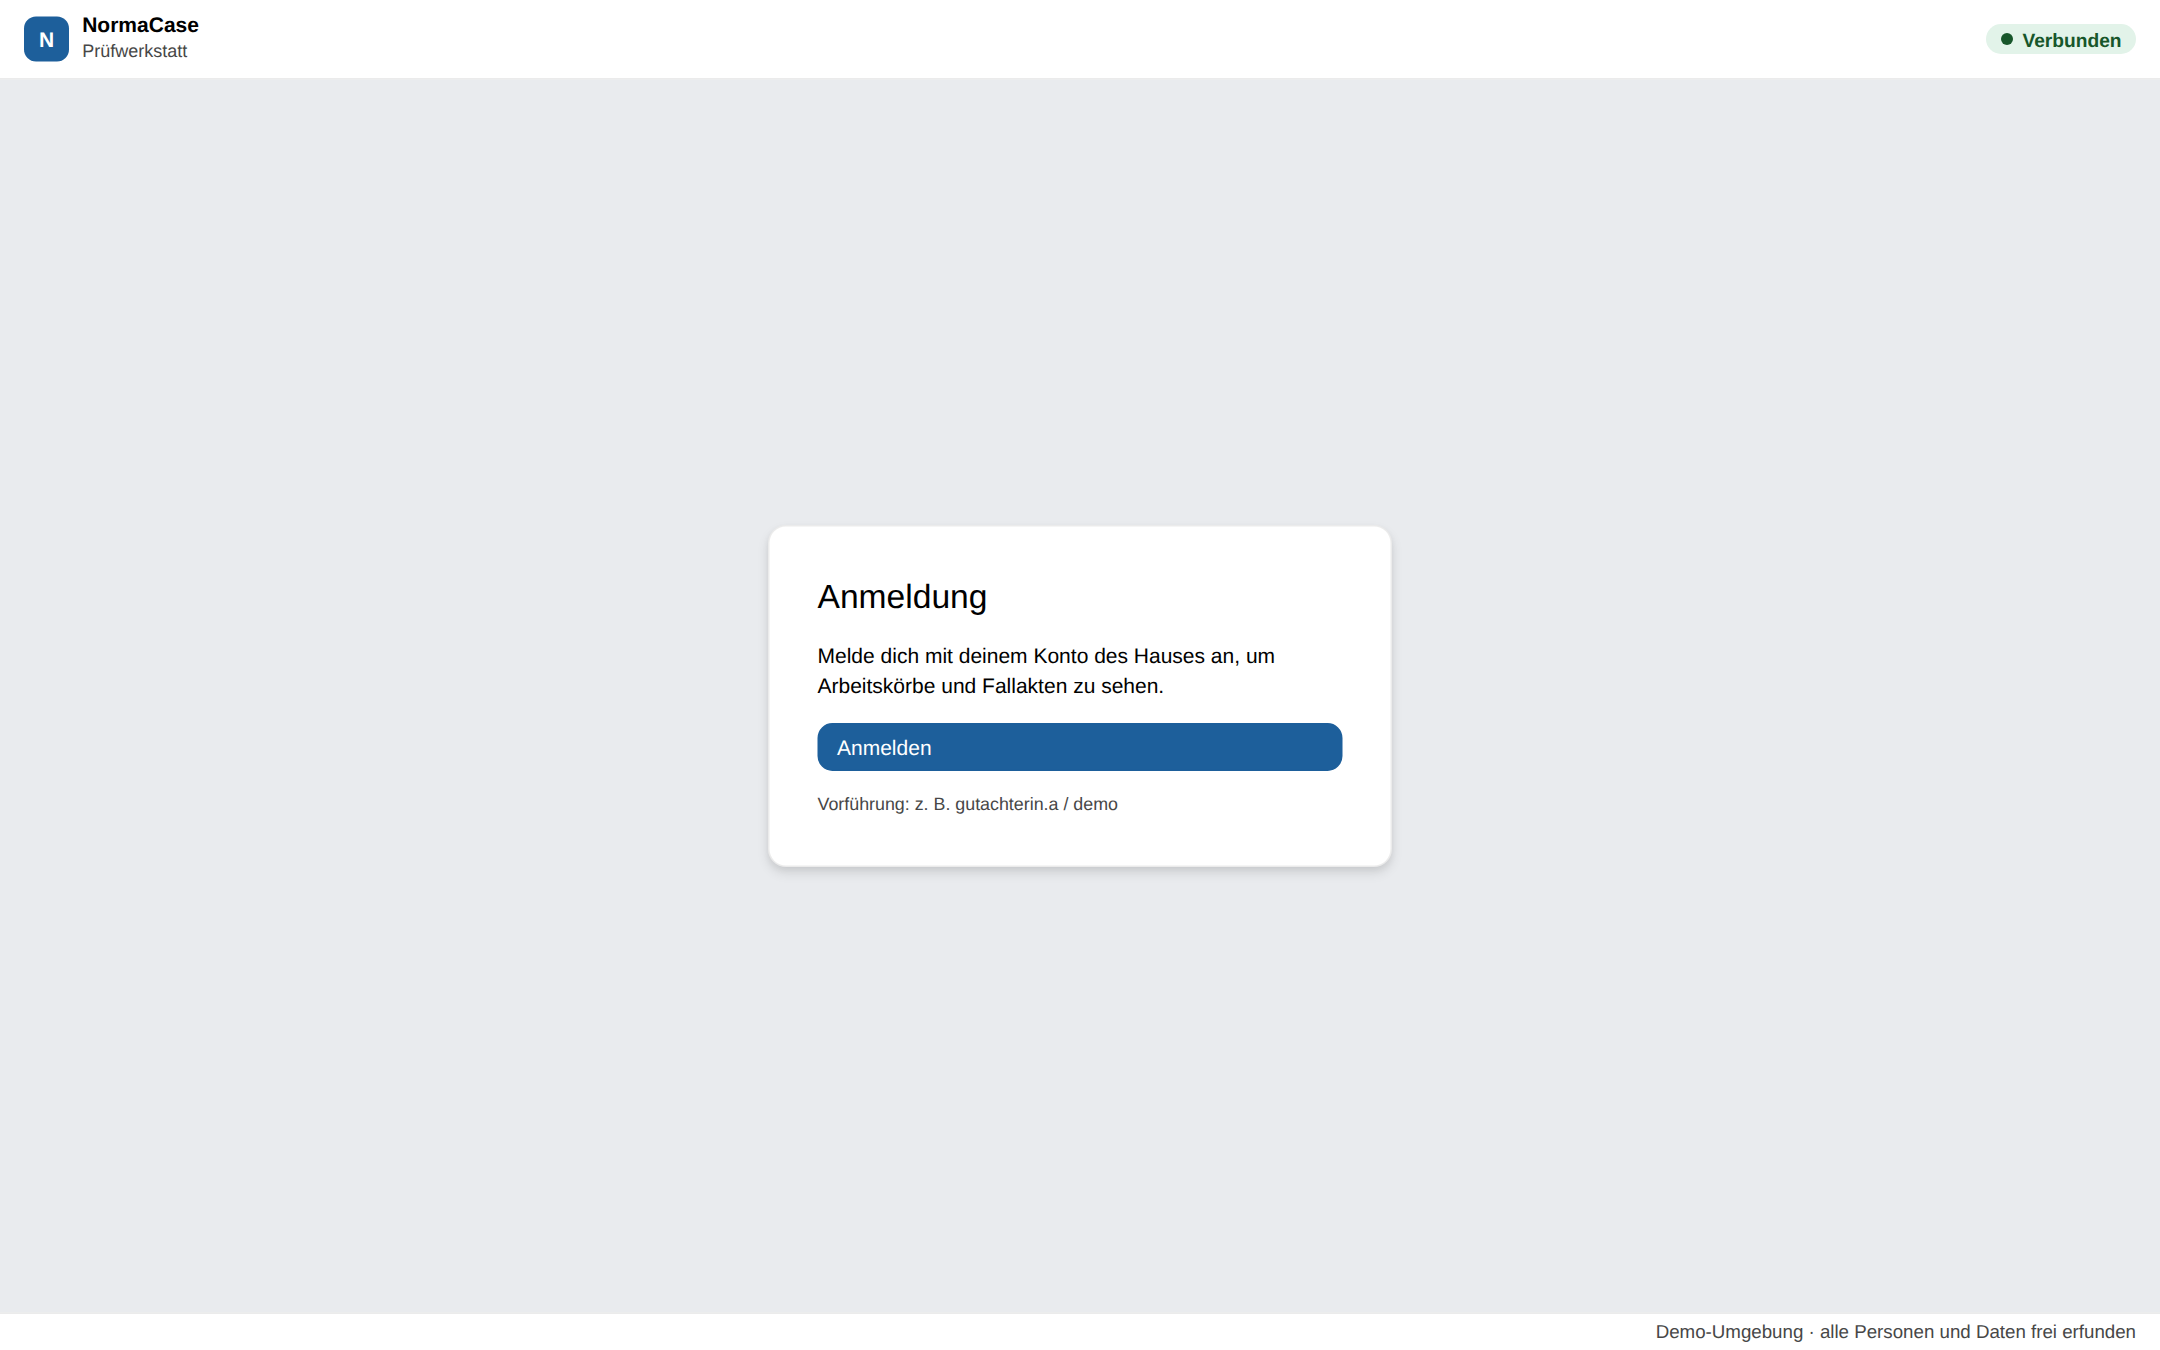 N
NormaCase
Prüfwerkstatt
Verbunden
Anmeldung
Melde dich mit deinem Konto des Hauses an, um
Arbeitskörbe und Fallakten zu sehen.
Anmelden
Vorführung: z. B. gutachterin.a / demo
Demo-Umgebung · alle Personen und Daten frei erfunden